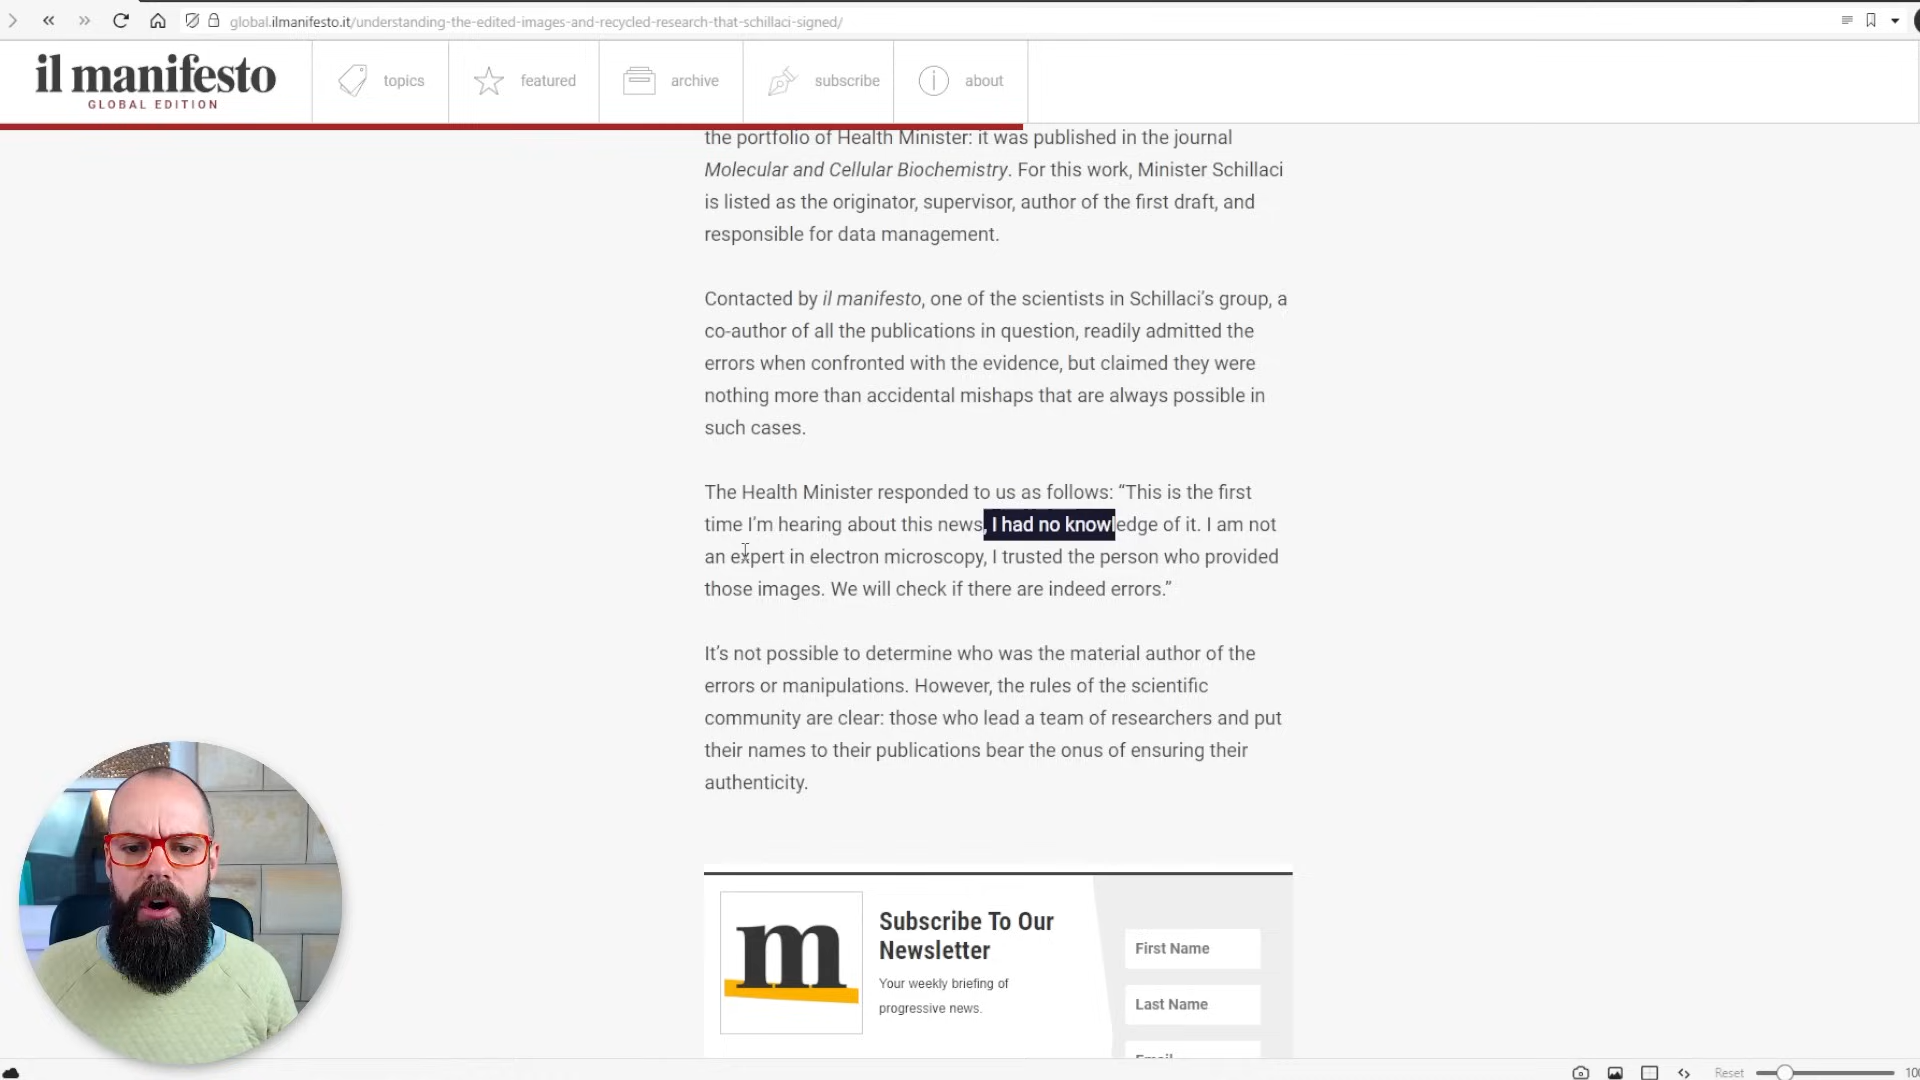 global.ilmanifesto.it/understanding-the-edited-images-and-recycled-research-that-schillaci-signed/
il manifesto
GLOBAL EDITION
topics
featured
archive
subscribe
about
the portfolio of Health Minister: it was published in the journal
Molecular and Cellular Biochemistry. For this work, Minister Schillaci
is listed as the originator, supervisor, author of the first draft, and
responsible for data management.
Contacted by il manifesto, one of the scientists in Schillaci’s group, a
co-author of all the publications in question, readily admitted the
errors when confronted with the evidence, but claimed they were
nothing more than accidental mishaps that are always possible in
such cases.
The Health Minister responded to us as follows: “This is the first
time I’m hearing about this news, I had no knowledge of it. I am not
an expert in electron microscopy, I trusted the person who provided
those images. We will check if there are indeed errors.”
It’s not possible to determine who was the material author of the
errors or manipulations. However, the rules of the scientific
community are clear: those who lead a team of researchers and put
their names to their publications bear the onus of ensuring their
authenticity.
m
Subscribe To Our
Newsletter
Your weekly briefing of
progressive news.
First Name
Last Name
Reset